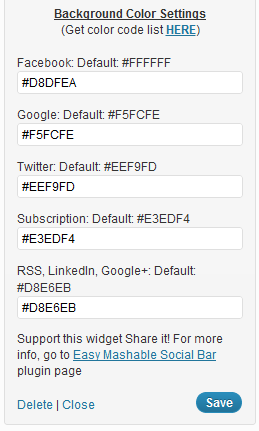 Background Color Settings
(Get color code list HERE)
Facebook: Default: #FFFFFF
#D8DFEA
Google: Default: #F5FCFE
#F5FCFE
Twitter: Default: #EEF9FD
#EEF9FD
Subscription: Default: #E3EDF4
#E3EDF4
RSS, LinkedIn, Google+: Default:
#D8E6EB
#D8E6EB
Support this widget Share it! For more
info, go to Easy Mashable Social Bar
plugin page
Delete | Close
Save